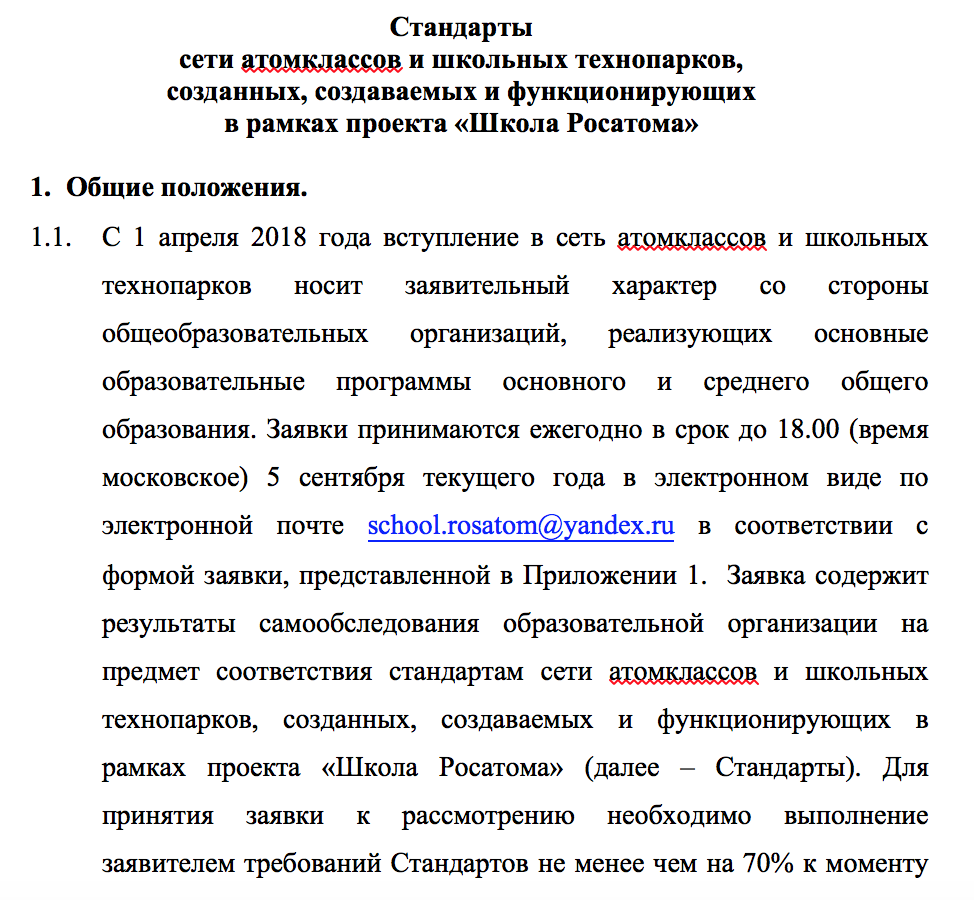 Стандарты
сети атомклассов и школьных технопарков,
созданных, создаваемых и функционирующих
в рамках проекта «Школа Росатома»
1. Общие положения.
1.1. С 1 апреля 2018 года вступление в сеть атомклассов и школьных
технопарков носит заявительный характер со стороны
общеобразовательных организаций, реализующих основные
образовательные программы основного и среднего общего
образования. Заявки принимаются ежегодно в срок до 18.00 (время
московское) 5 сентября текущего года в электронном виде по
электронной почте school.rosatom@yandex.ru в соответствии с
формой заявки, представленной в Приложении 1. Заявка содержит
результаты самообследования образовательной организации на
предмет соответствия стандартам сети атомклассов и школьных
технопарков, созданных, создаваемых и функционирующих в
рамках проекта «Школа Росатома» (далее – Стандарты). Для
принятия заявки к рассмотрению необходимо выполнение
заявителем требований Стандартов не менее чем на 70% к моменту